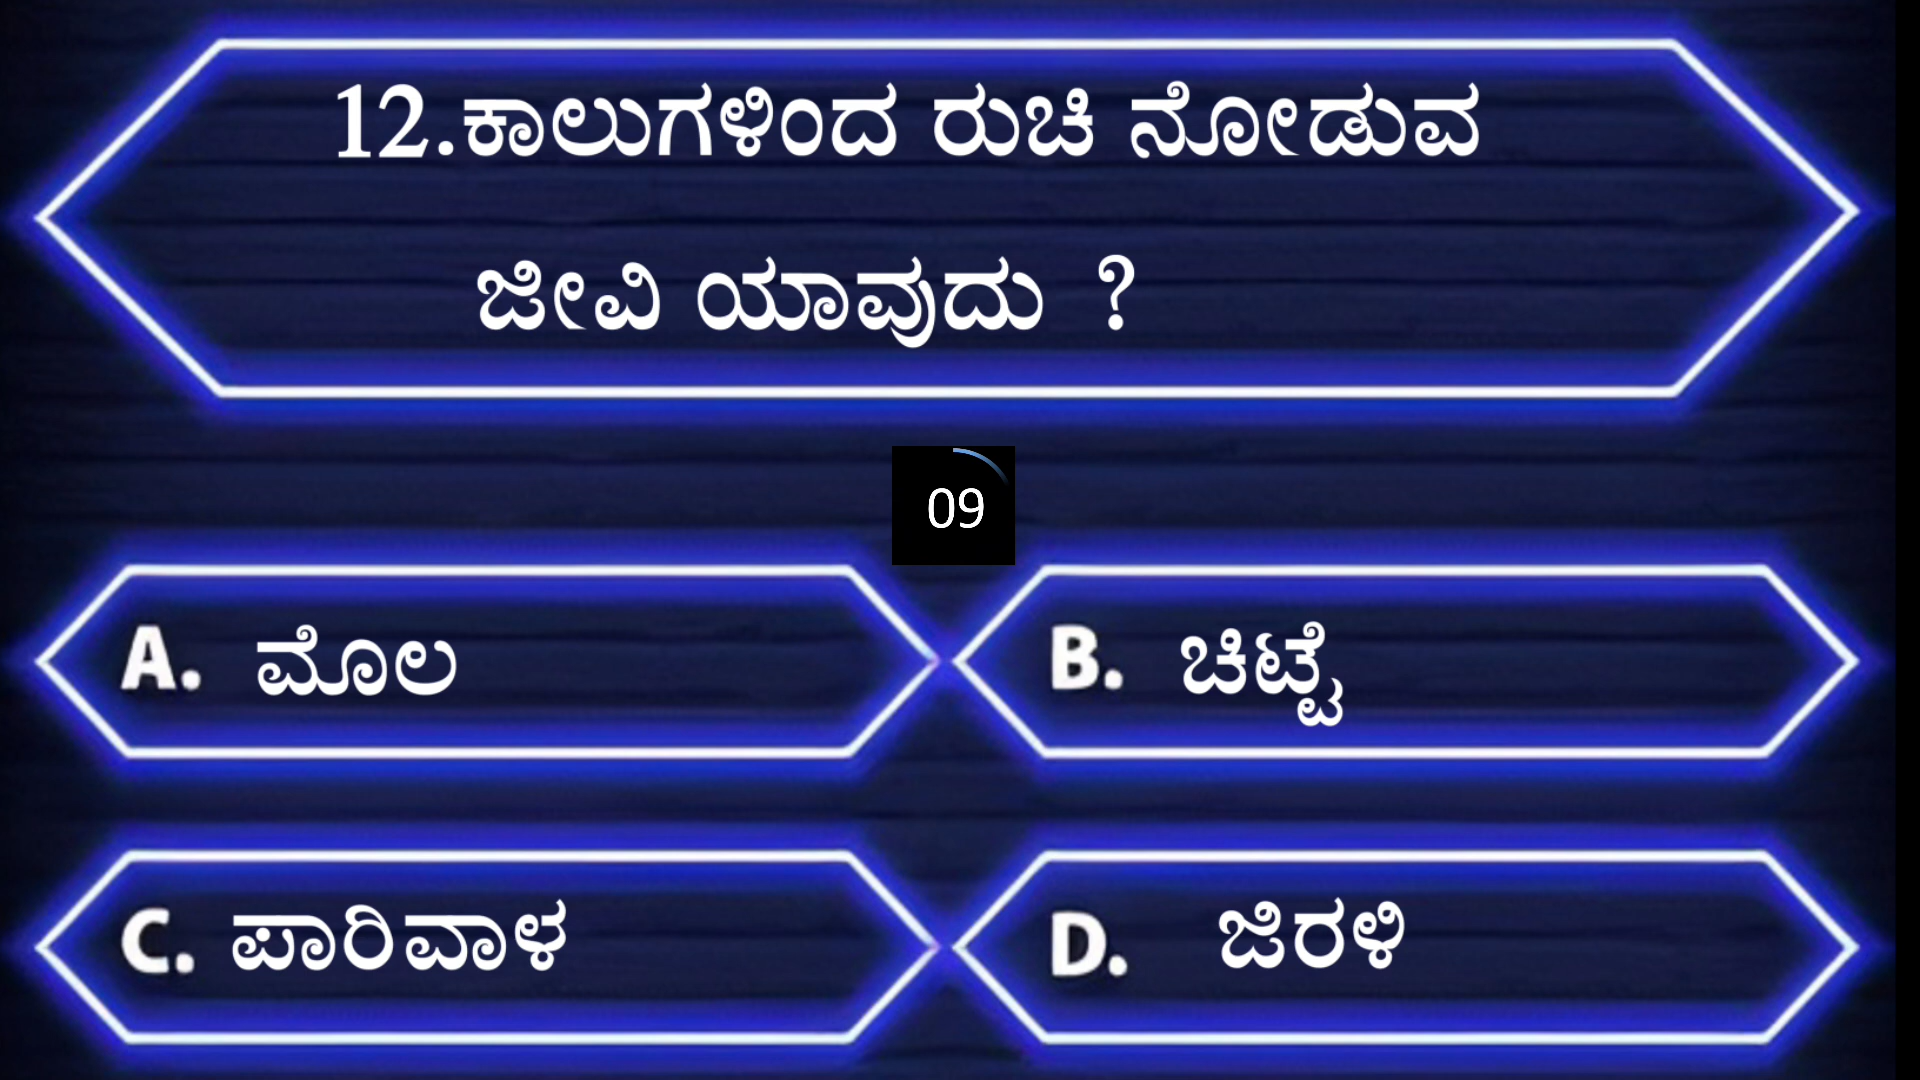 12.ಕಾಲುಗಳಿಂದ ರುಚಿ ನೋಡುವ
ಜೀವಿ ಯಾವುದು ?
09
A. ಮೊಲ
B. ಚಿಟ್ಟೆ
C. ಪಾರಿವಾಳ
D. ಜಿರಳಿ